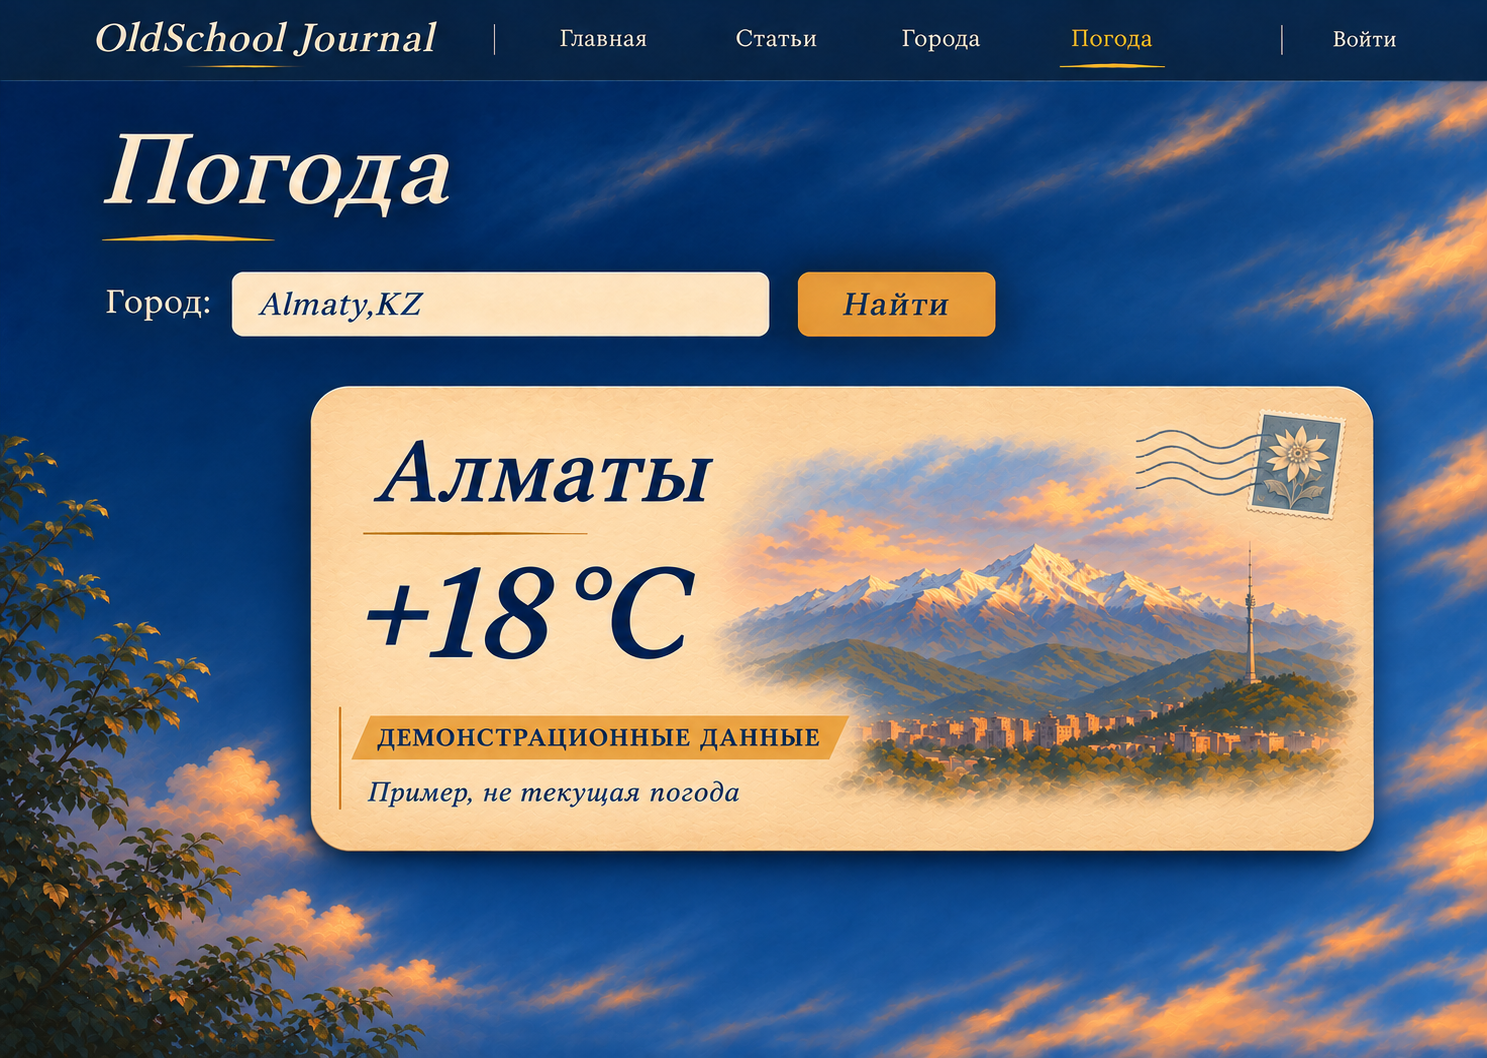 OldSchool Journal
Главная
Статьи
Города
Погода
Войти
Погода
Город:
Almaty,KZ
Найти
Алматы
+18°C
ДЕМОНСТРАЦИОННЫЕ ДАННЫЕ
Пример, не текущая погода